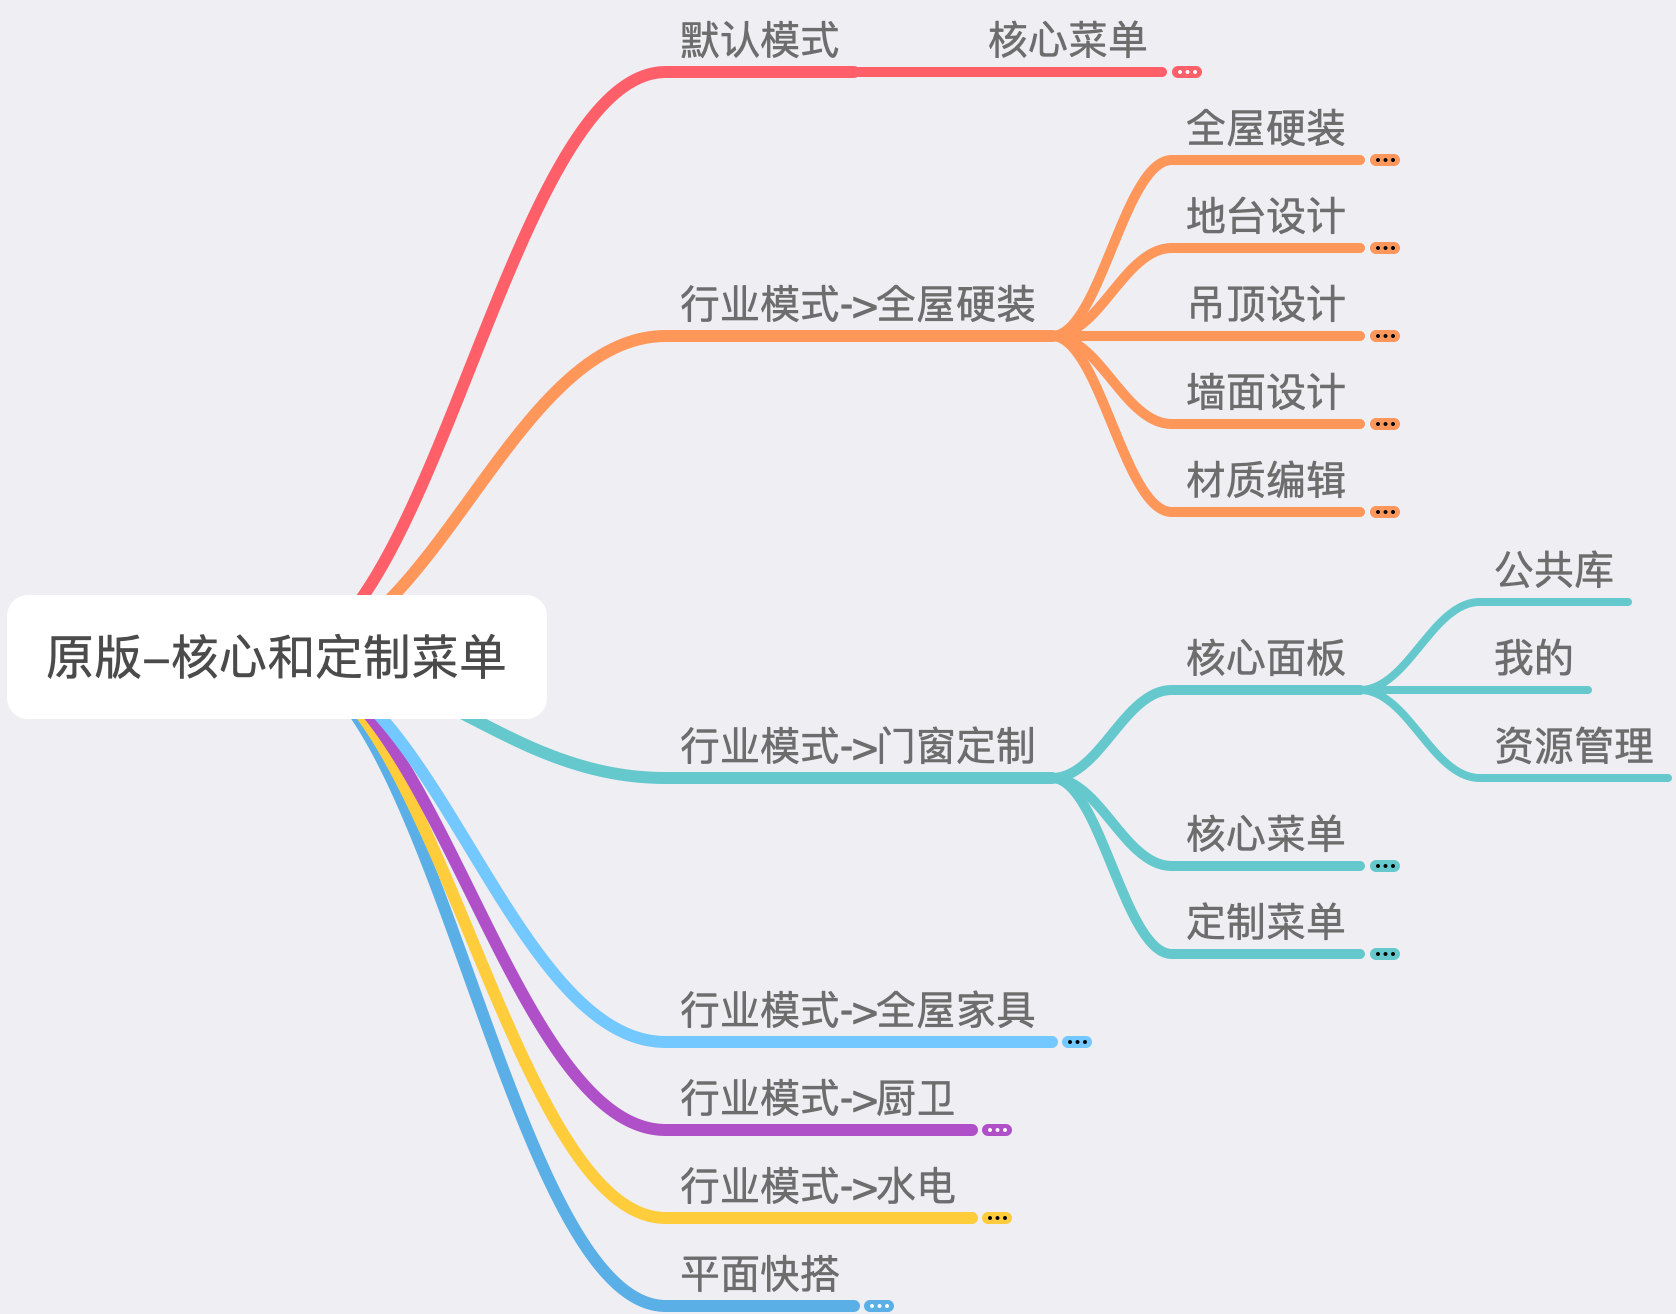 默认模式
核心菜单
全屋硬装
地台设计
行业模式->全屋硬装
吊顶设计
墙面设计
材质编辑
原版-核心和定制菜单
公共库
核心面板
我的
行业模式->门窗定制
资源管理
核心菜单
定制菜单
行业模式->全屋家具
行业模式->厨卫
行业模式->水电
平面快搭